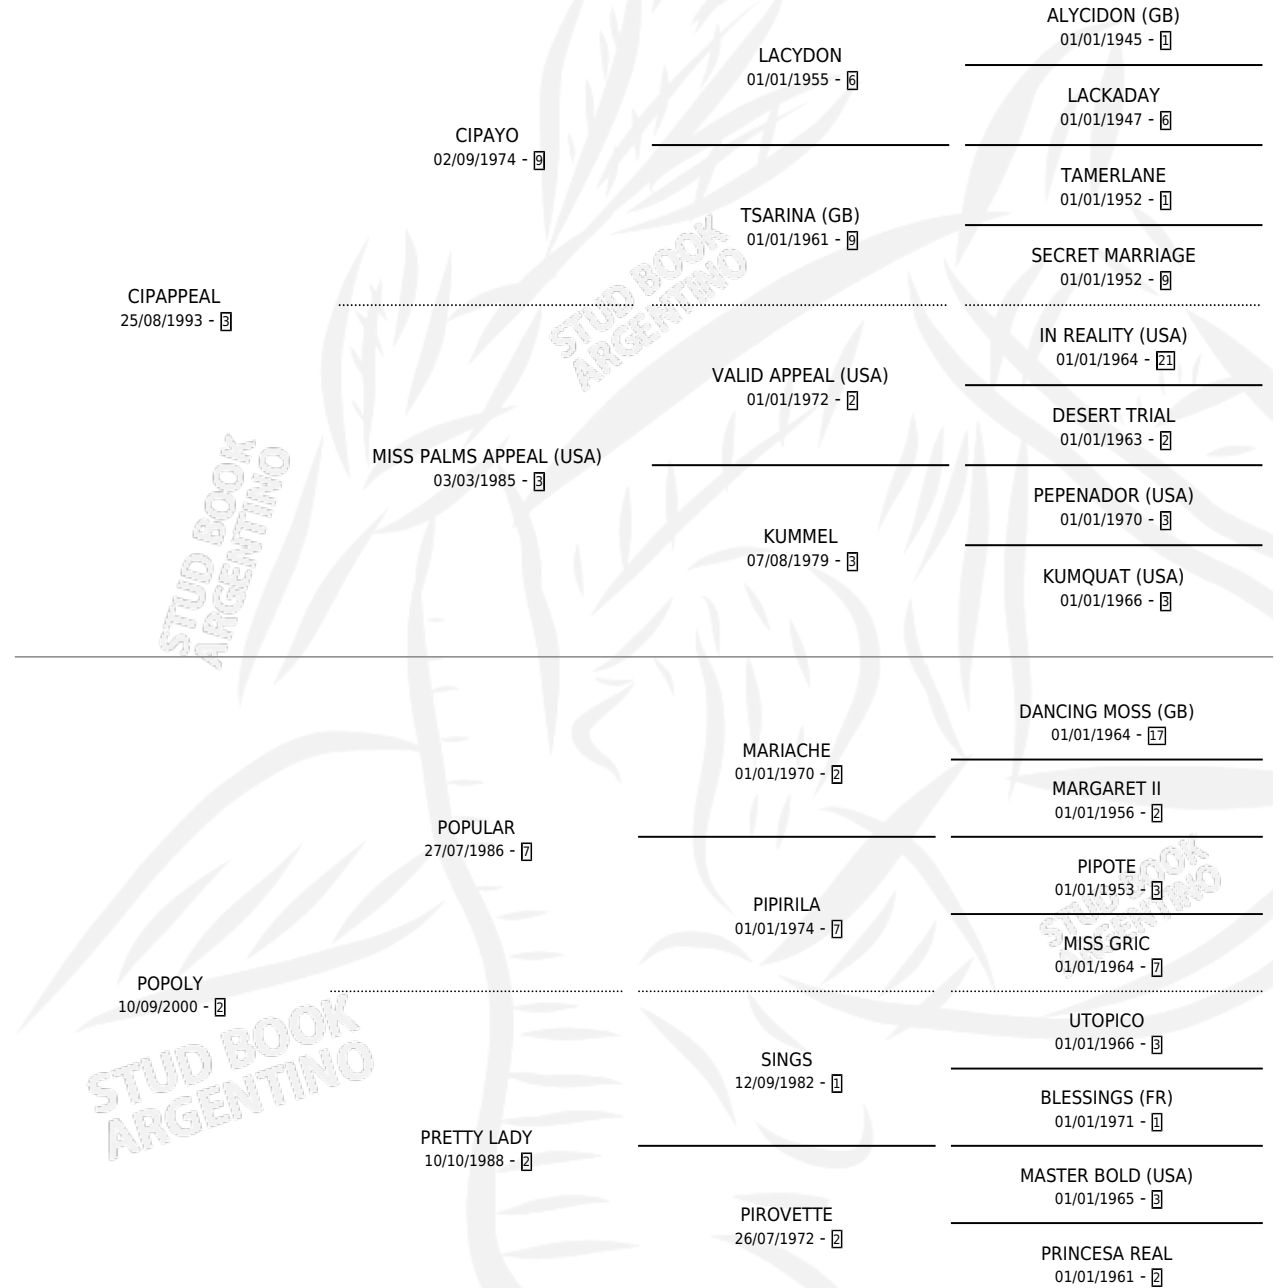 ALYCIDON (GB)
01/01/1945 - 1
LACYDON
01/01/1955 - 6
LACKADAY
01/01/1947 - 6
CIPAYO
02/09/1974 - 9
TAMERLANE
01/01/1952 - 1
TSARINA (GB)
01/01/1961 - 9
SECRET MARRIAGE
01/01/1952 - 9
CIPAPPEAL
25/08/1993 - 3
STUD BOOK
ARGENTINO
IN REALITY (USA)
01/01/1964 - 21
VALID APPEAL (USA)
01/01/1972 - 2
DESERT TRIAL
01/01/1963 - 2
MISS PALMS APPEAL (USA)
03/03/1985 - 3
PEPENADOR (USA)
01/01/1970 - 3
KUMMEL
07/08/1979 - 3
KUMQUAT (USA)
01/01/1966 - 3
STUD BOOK
ARGENTINO
DANCING MOSS (GB)
01/01/1964 - 17
MARIACHE
01/01/1970 - 2
MARGARET II
01/01/1956 - 2
POPULAR
27/07/1986 - 7
PIPOTE
01/01/1953 - 3
PIPIRILA
01/01/1974 - 7
MISS GRIC
01/01/1964 - 7
STUD BOOK
ARGENTINO
POPOLY
10/09/2000 - 2
UTOPICO
01/01/1966 - 3
SINGS
12/09/1982 - 1
BLESSINGS (FR)
01/01/1971 - 1
STUD BOOK
ARGENTINO
PRETTY LADY
10/10/1988 - 2
MASTER BOLD (USA)
01/01/1965 - 3
PIROVETTE
26/07/1972 - 2
PRINCESA REAL
01/01/1961 - 2